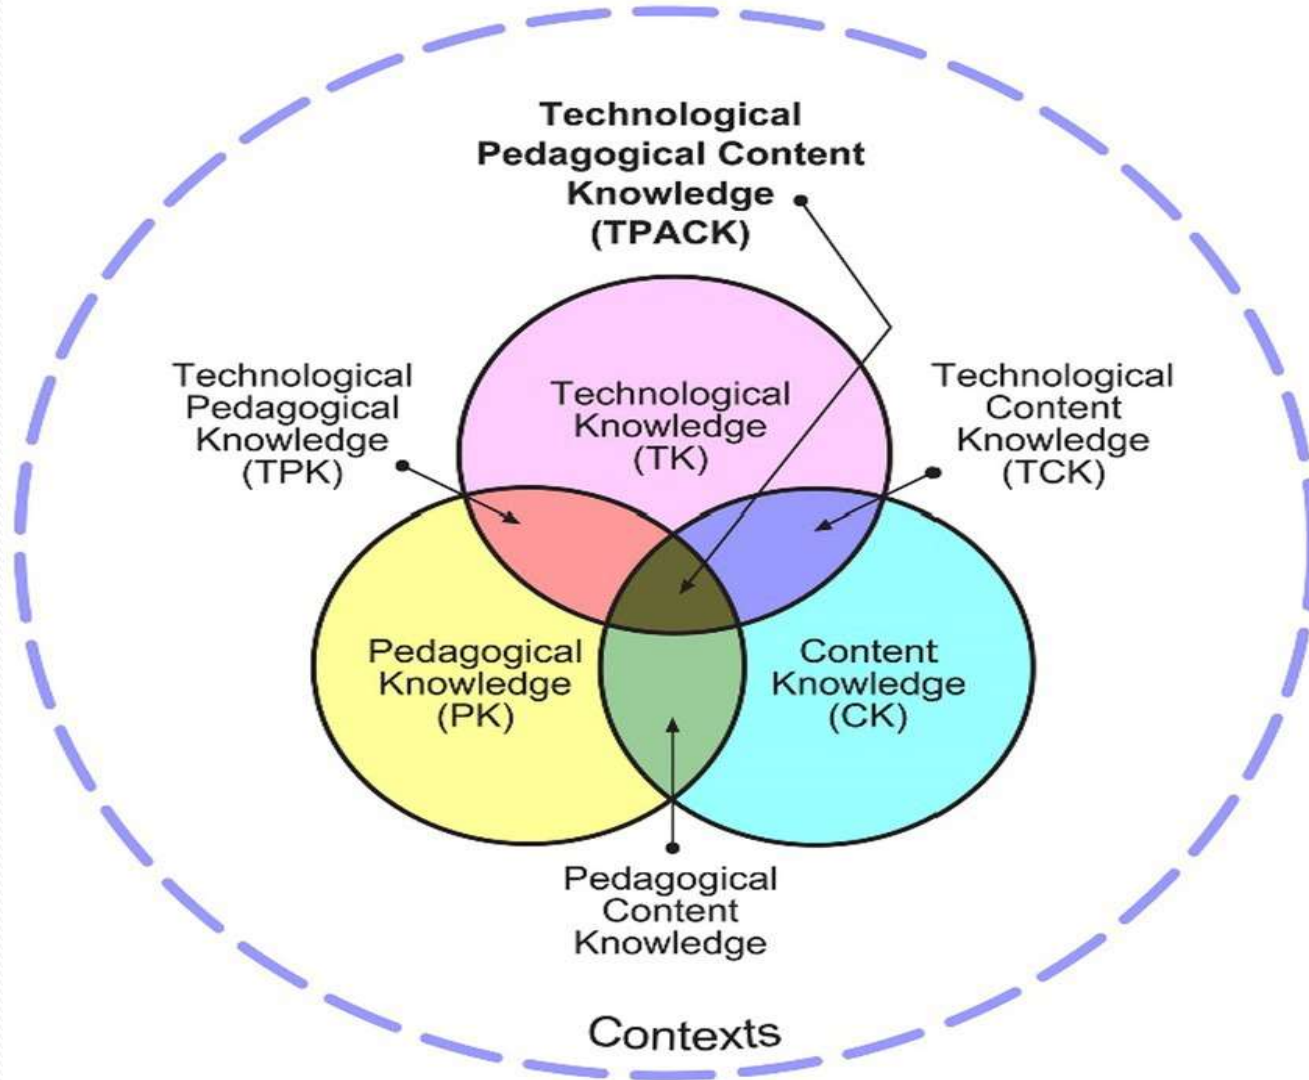 Technological
Pedagogical Content
Knowledge
(TPACK)
Technological
Pedagogical
Knowledge
(TPK)
Technological
Knowledge
(TK)
Technological
Content
Knowledge
(TCK)
Pedagogical
Knowledge
(PK)
Content
Knowledge
(CK)
Pedagogical
Content
Knowledge
Contexts